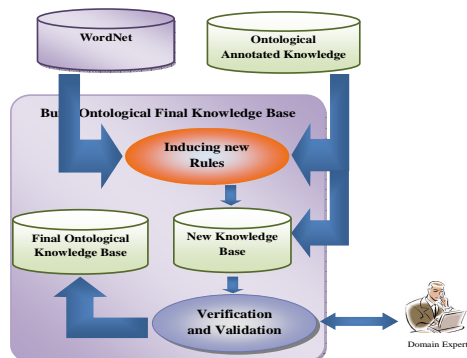 WordNet
Ontological
Annotated Knowledge
Ontological Final Knowledge Base
Inducing new
Rules
Final Ontological
Knowledge Base
New Knowledge
Base
Verification
and Validation
Domain Expert